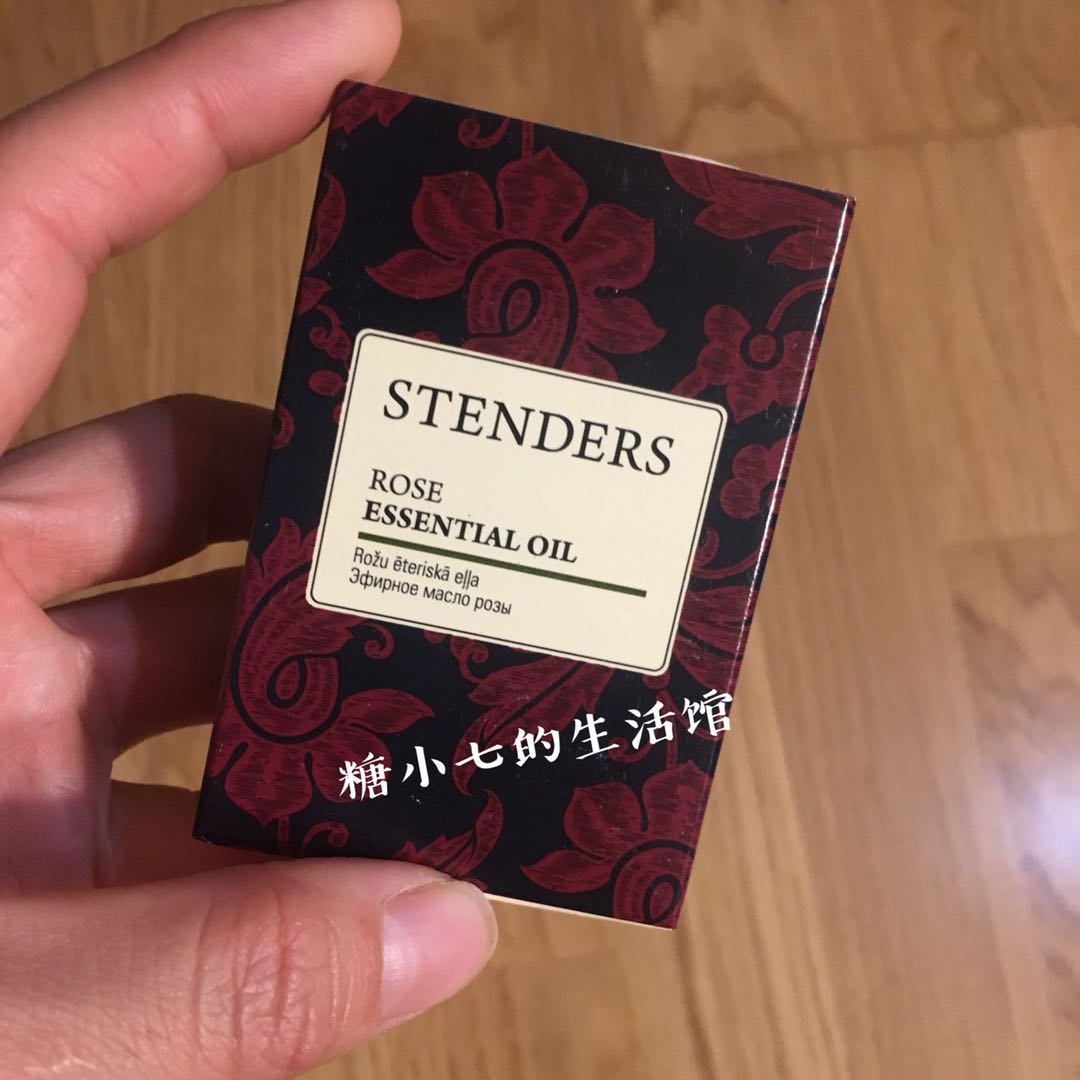 STENDERS
ROSE
ESSENTIAL OIL
Rožu ēteriskā eļļa
Эфирное масло розы
糖小七的生活馆